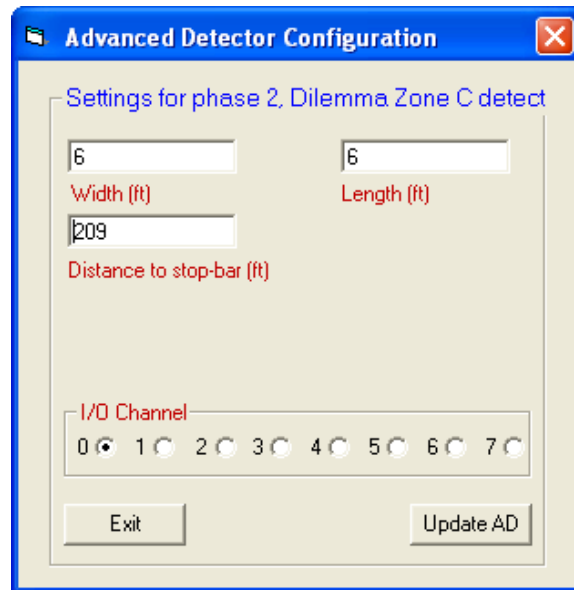 Advanced Detector Configuration
Settings for phase 2, Dilemma Zone C detect
6 6
Width (ft) Length (ft)
209
Distance to stop-bar (ft)
I/O Channel
0 1 2 3 4 5 6 7
Exit Update AD